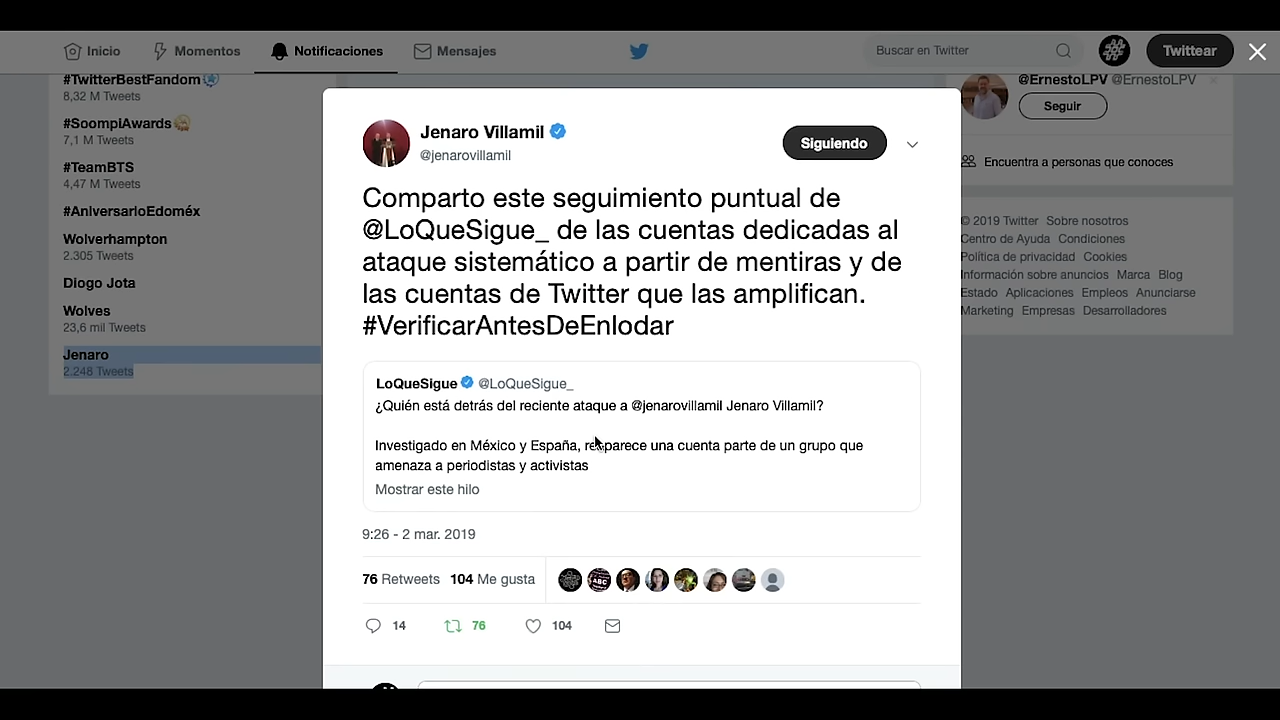 Inicio
Momentos
Notificaciones
Mensajes
Buscar en Twitter
Twittear
#TwitterBestFandom
8,32 M Tweets
#SoompiAwards
7,1 M Tweets
#TeamBTS
4,47 M Tweets
#AniversarioEdoméx
Wolverhampton
2.305 Tweets
Diogo Jota
Wolves
23,6 mil Tweets
Jenaro
2.248 Tweets
Jenaro Villamil
@jenarovillamil
Siguiendo
Comparto este seguimiento puntual de
@LoQueSigue_ de las cuentas dedicadas al
ataque sistemático a partir de mentiras y de
las cuentas de Twitter que las amplifican.
#VerificarAntesDeEnlodar
LoQueSigue @LoQueSigue_
¿Quién está detrás del reciente ataque a @jenarovillamil Jenaro Villamil?
Investigado en México y España, reaparece una cuenta parte de un grupo que
amenaza a periodistas y activistas
Mostrar este hilo
9:26 - 2 mar. 2019
76 Retweets 104 Me gusta
ABC
14 76 104
@ErnestoLPV @ErnestoLPV
Seguir
Encuentra a personas que conoces
© 2019 Twitter Sobre nosotros
Centro de Ayuda Condiciones
Política de privacidad Cookies
Información sobre anuncios Marca Blog
Estado Aplicaciones Empleos Anunciarse
Marketing Empresas Desarrolladores